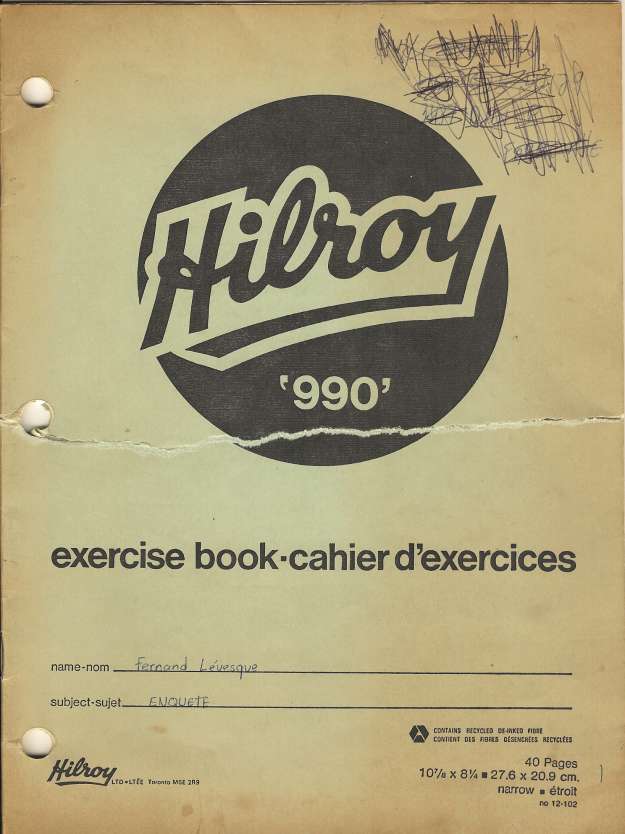 Hilroy
‘990’
exercise book·cahier d'exercices
name-nom Fernand Lévesque
subject-sujet ENQUETE
CONTAINS RECYCLED DE-INKED FIBRE
CONTIENT DES FIBRES DÉSENCRÉES RECYCLÉES
Hilroy LTD•LTÉE Toronto M5E 2R9
40 Pages
10⅞ x 8¼ ■ 27.6 x 20.9 cm.
narrow ■ étroit
no 12-102